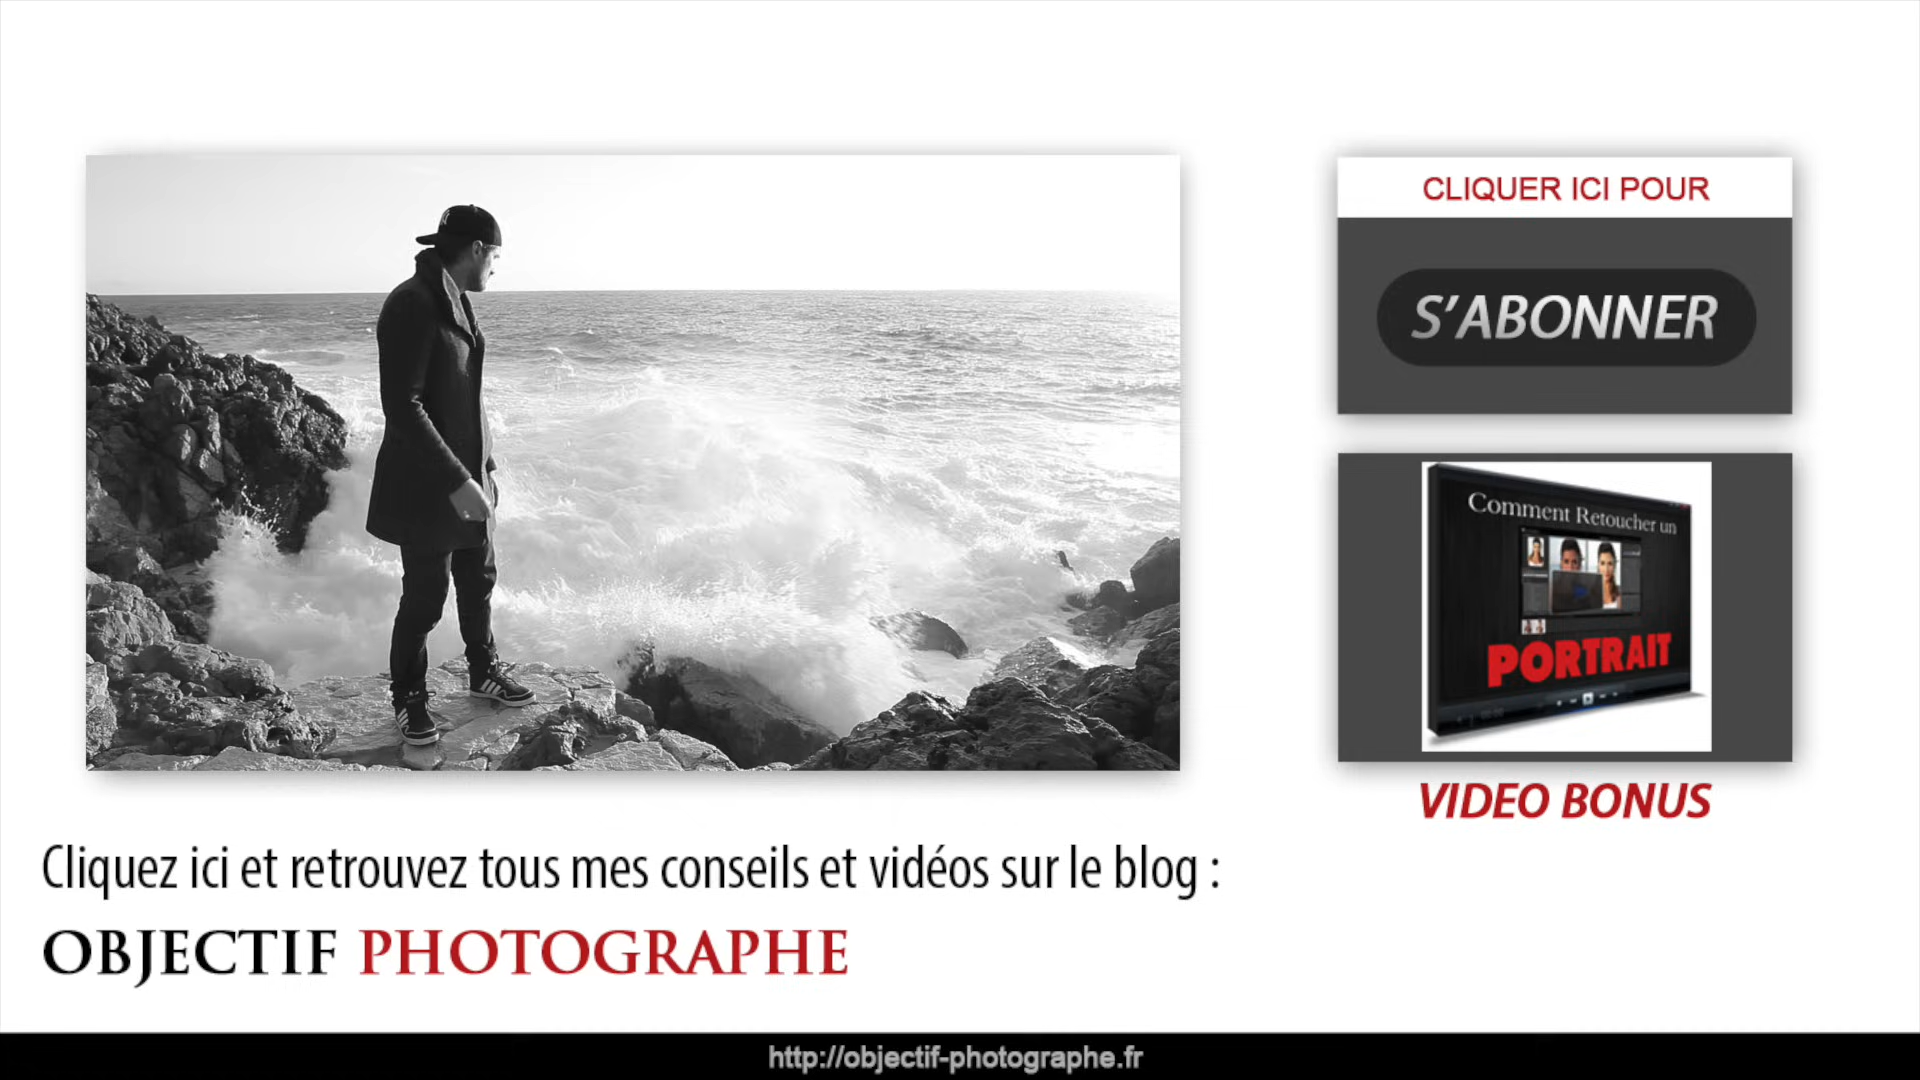 CLIQUER ICI POUR
S'ABONNER
Comment Retoucher un
PORTRAIT
VIDEO BONUS
Cliquez ici et retrouvez tous mes conseils et vidéos sur le blog :
OBJECTIF PHOTOGRAPHE
http://objectif-photographe.fr